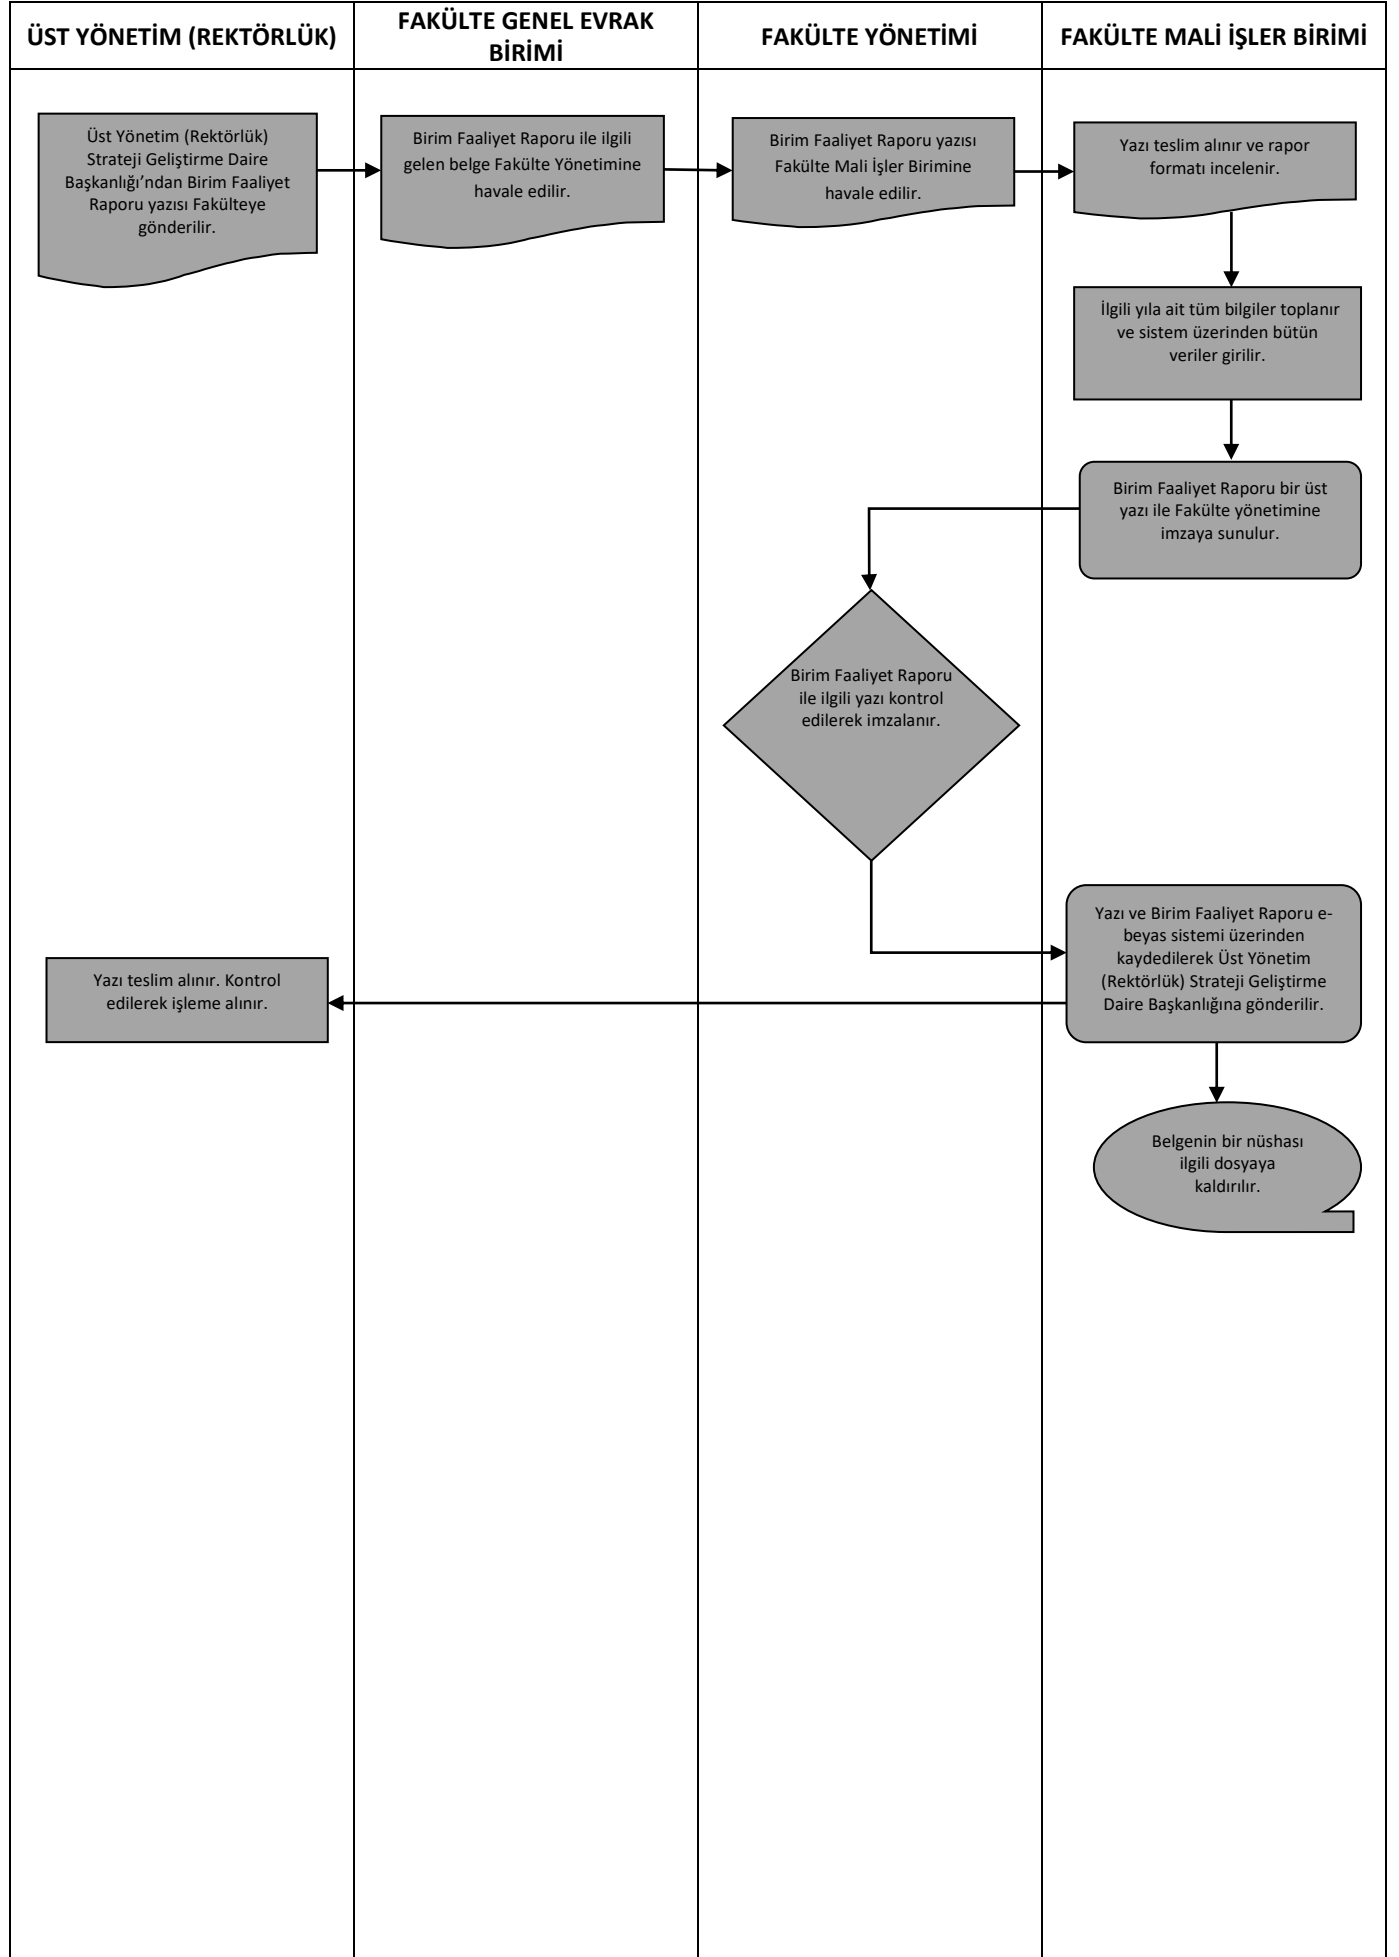 ÜST YÖNETİM (REKTÖRLÜK)
FAKÜLTE GENEL EVRAK
BİRİMİ
FAKÜLTE YÖNETİMİ
FAKÜLTE MALİ İŞLER BİRİMİ
Üst Yönetim (Rektörlük)
Strateji Geliştirme Daire
Başkanlığı’ndan Birim Faaliyet
Raporu yazısı Fakülteye
gönderilir.
Birim Faaliyet Raporu ile ilgili
gelen belge Fakülte Yönetimine
havale edilir.
Birim Faaliyet Raporu yazısı
Fakülte Mali İşler Birimine
havale edilir.
Yazı teslim alınır ve rapor
formatı incelenir.
İlgili yıla ait tüm bilgiler toplanır
ve sistem üzerinden bütün
veriler girilir.
Birim Faaliyet Raporu bir üst
yazı ile Fakülte yönetimine
imzaya sunulur.
Birim Faaliyet Raporu
ile ilgili yazı kontrol
edilerek imzalanır.
Yazı ve Birim Faaliyet Raporu e-
beyas sistemi üzerinden
kaydedilerek Üst Yönetim
(Rektörlük) Strateji Geliştirme
Daire Başkanlığına gönderilir.
Yazı teslim alınır. Kontrol
edilerek işleme alınır.
Belgenin bir nüshası
ilgili dosyaya
kaldırılır.